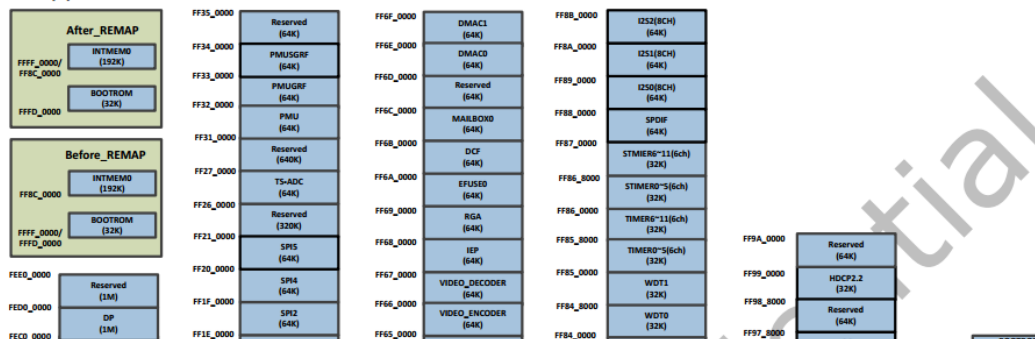 After_REMAP
INTMEM0
(192K)
FFFF_0000/
FF8C_0000
BOOTROM
(32K)
FFFD_0000
Before_REMAP
INTMEM0
(192K)
FF8C_0000
BOOTROM
(32K)
FFFF_0000/
FFFD_0000
FEE0_0000
Reserved
(1M)
FED0_0000
DP
(1M)
FEC0_0000
FF35_0000
Reserved
(64K)
FF34_0000
PMUSGRF
(64K)
FF33_0000
PMUGRF
(64K)
FF32_0000
PMU
(64K)
FF31_0000
Reserved
(640K)
FF27_0000
TS-ADC
(64K)
FF26_0000
Reserved
(320K)
FF21_0000
SPI5
(64K)
FF20_0000
SPI4
(64K)
FF1F_0000
SPI2
(64K)
FF1E_0000
FF6F_0000
DMAC1
(64K)
FF6E_0000
DMAC0
(64K)
FF6D_0000
Reserved
(64K)
FF6C_0000
MAILBOX0
(64K)
FF6B_0000
DCF
(64K)
FF6A_0000
EFUSE0
(64K)
FF69_0000
RGA
(64K)
FF68_0000
IEP
(64K)
FF67_0000
VIDEO_DECODER
(64K)
FF66_0000
VIDEO_ENCODER
(64K)
FF65_0000
FF8B_0000
I2S2(8CH)
(64K)
FF8A_0000
I2S1(8CH)
(64K)
FF89_0000
I2S0(8CH)
(64K)
FF88_0000
SPDIF
(64K)
FF87_0000
STMIER6~11(6ch)
(32K)
FF86_8000
STIMER0~5(6ch)
(32K)
FF86_0000
TIMER6~11(6ch)
(32K)
FF85_8000
TIMER0~5(6ch)
(32K)
FF85_0000
WDT1
(32K)
FF84_8000
WDT0
(32K)
FF84_0000
FF9A_0000
Reserved
(64K)
FF99_0000
HDCP2.2
(32K)
FF98_8000
Reserved
(64K)
FF97_8000